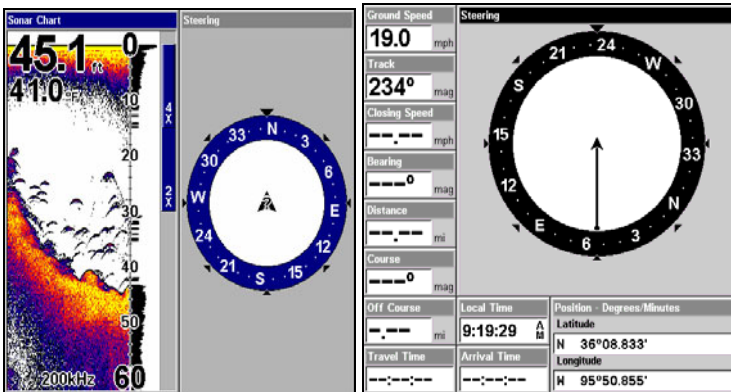 Sonar Chart
45.1 ft
41.0 °F
0
10
20
30
40
50
60
4X
2X
200kHz
Steering
N
3
6
E
12
15
S
21
24
W
30
33
?
Ground Speed
19.0 mph
Track
234° mag
Closing Speed
--.-- mph
Bearing
---° mag
Distance
--.-- mi
Course
---° mag
Off Course
-.-- mi
Travel Time
--:--:--
Steering
24
W
30
33
N
3
6
E
12
15
S
21
Local Time
9:19:29 AM
Arrival Time
--:--:--
Position - Degrees/Minutes
Latitude
N 36°08.833'
Longitude
W 95°50.855'